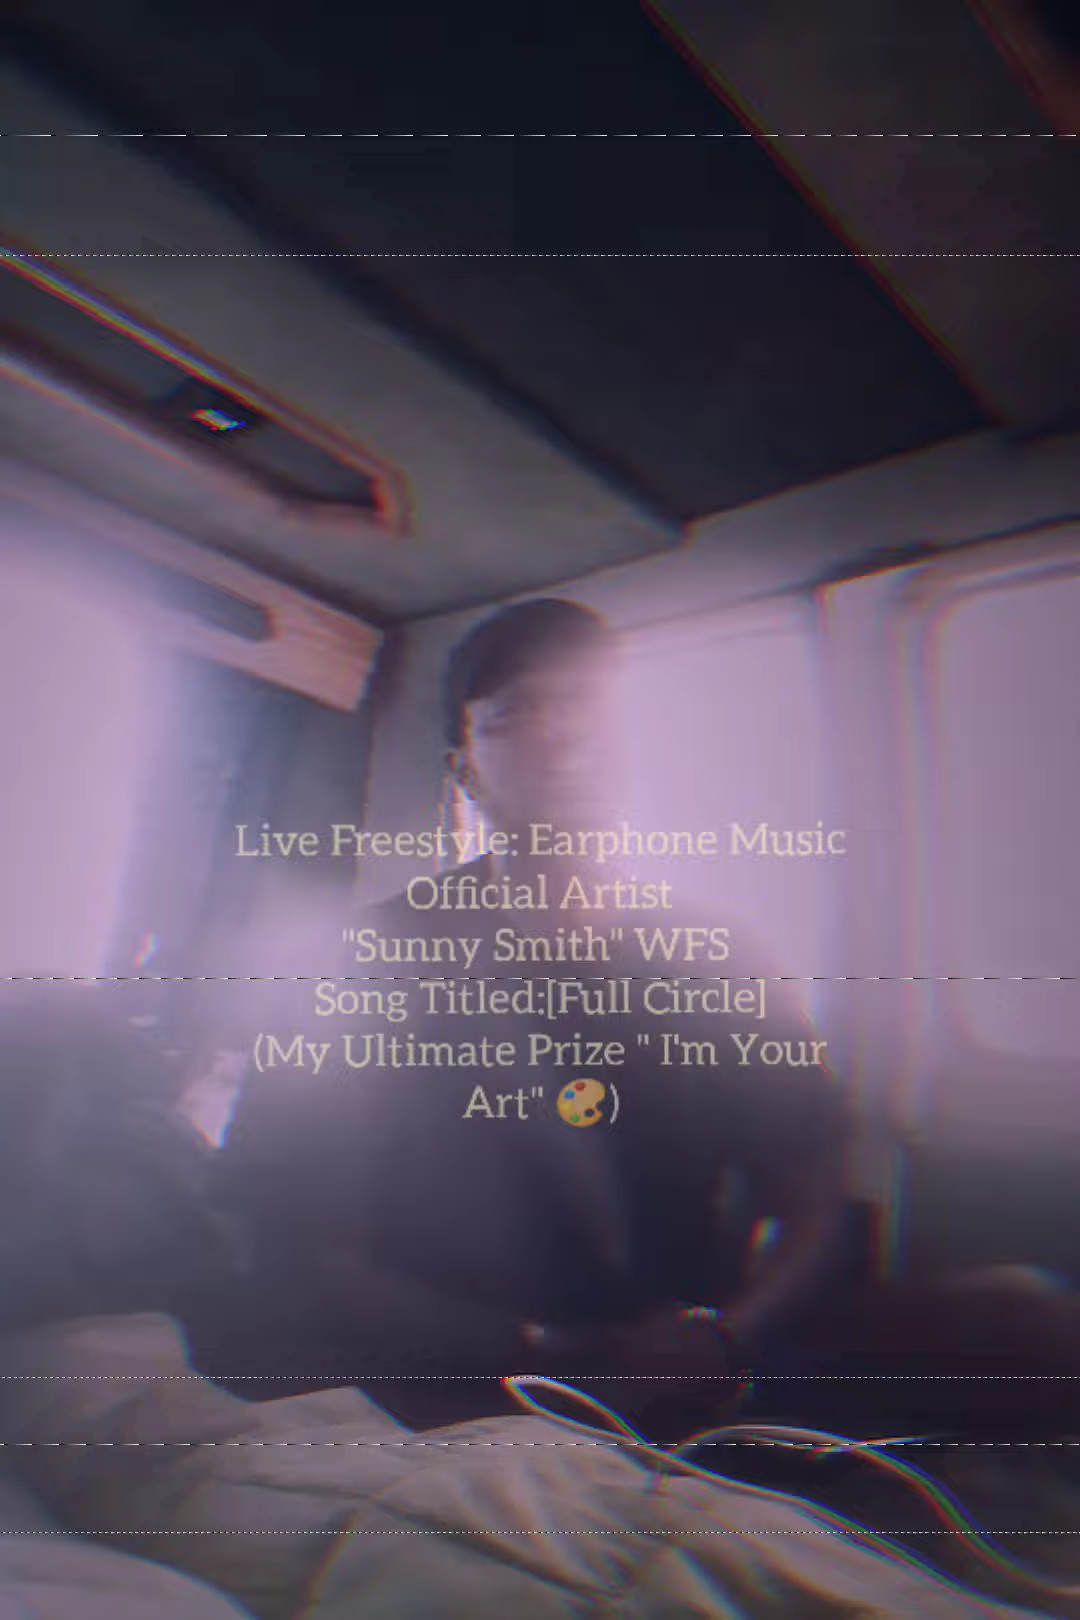 Live Freestyle: Earphone Music
Official Artist
"Sunny Smith" WFS
Song Titled:[Full Circle]
(My Ultimate Prize " I'm Your
Art" 🎨)